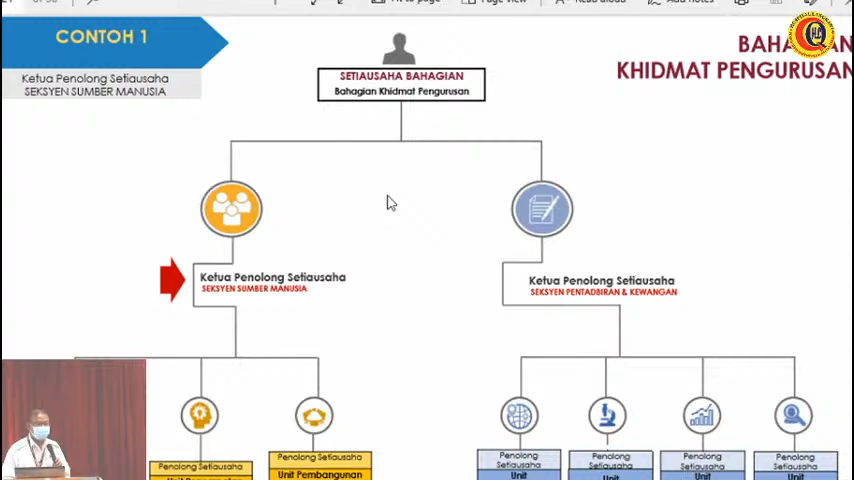 CONTOH 1
Ketua Penolong Setiausaha
SEKSYEN SUMBER MANUSIA
SETIAUSAHA BAHAGIAN
Bahagian Khidmat Pengurusan
KHIDMAT PENGURUSAN
Ketua Penolong Setiausaha
SEKSYEN SUMBER MANUSIA
Ketua Penolong Setiausaha
SEKSYEN PENTADBIRAN & KEWANGAN
Penolong Setiausaha
Penolong Setiausaha
Unit Pembangunan
Penolong
Setiausaha
Unit
Penolong
Setiausaha
Unit
Penolong
Setiausaha
Unit
Penolong
Setiausaha
Unit